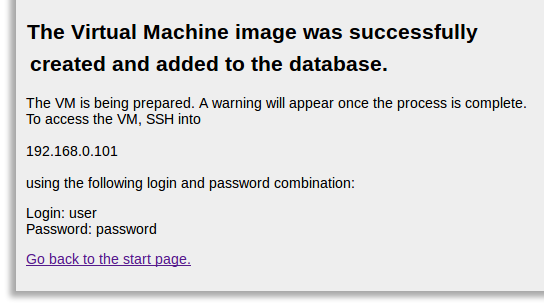 The Virtual Machine image was successfully
created and added to the database.
The VM is being prepared. A warning will appear once the process is complete.
To access the VM, SSH into
192.168.0.101
using the following login and password combination:
Login: user
Password: password
Go back to the start page.